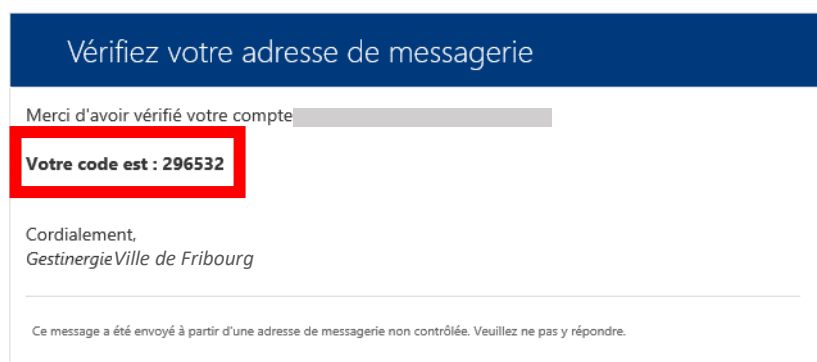 Vérifiez votre adresse de messagerie
Merci d'avoir vérifié votre compte
Votre code est : 296532
Cordialement,
GestinergieVille de Fribourg
Ce message a été envoyé à partir d'une adresse de messagerie non contrôlée. Veuillez ne pas y répondre.